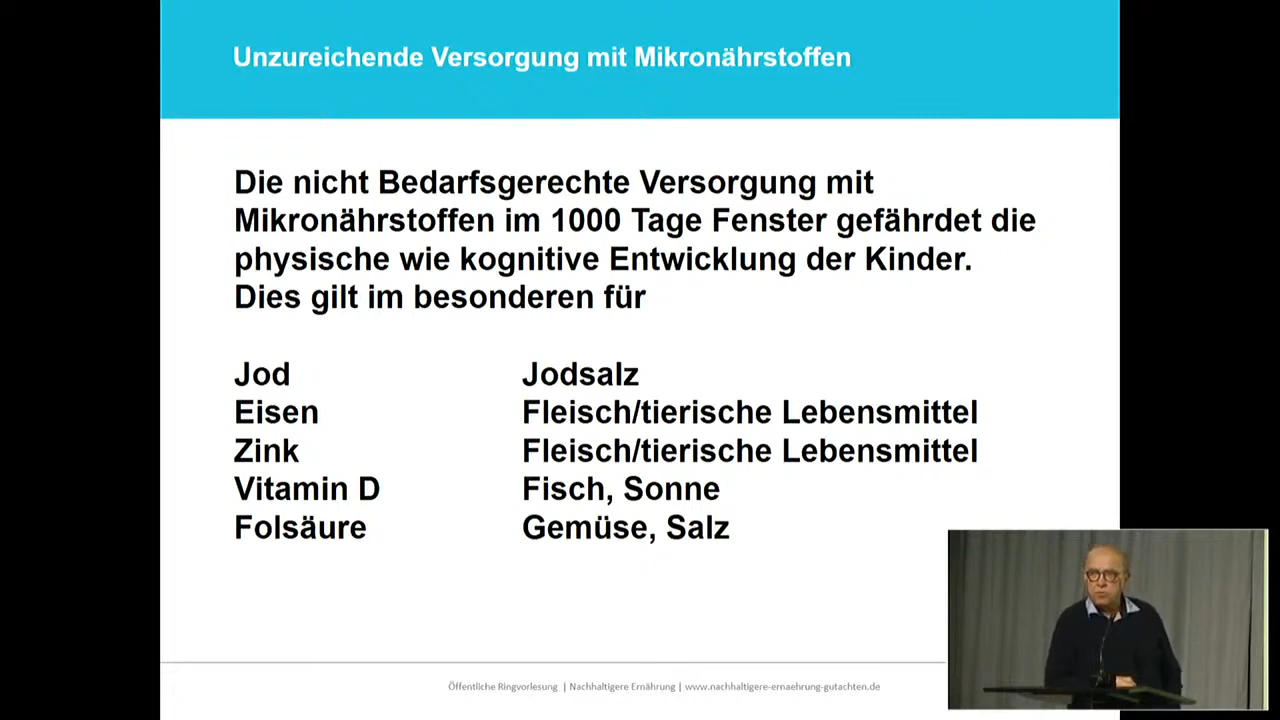 Unzureichende Versorgung mit Mikronährstoffen
Die nicht Bedarfsgerechte Versorgung mit
Mikronährstoffen im 1000 Tage Fenster gefährdet die
physische wie kognitive Entwicklung der Kinder.
Dies gilt im besonderen für
Jod Jodsalz
Eisen Fleisch/tierische Lebensmittel
Zink Fleisch/tierische Lebensmittel
Vitamin D Fisch, Sonne
Folsäure Gemüse, Salz
Öffentliche Ringvorlesung | Nachhaltigere Ernährung | www.nachhaltigere-ernaehrung-gutachten.de